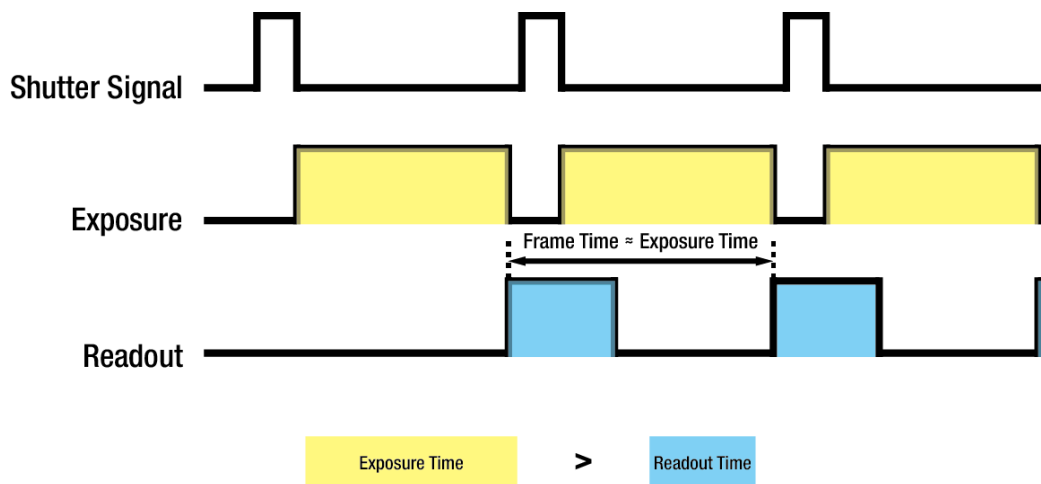 Shutter Signal
Exposure
Frame Time ≈ Exposure Time
Readout
Exposure Time > Readout Time